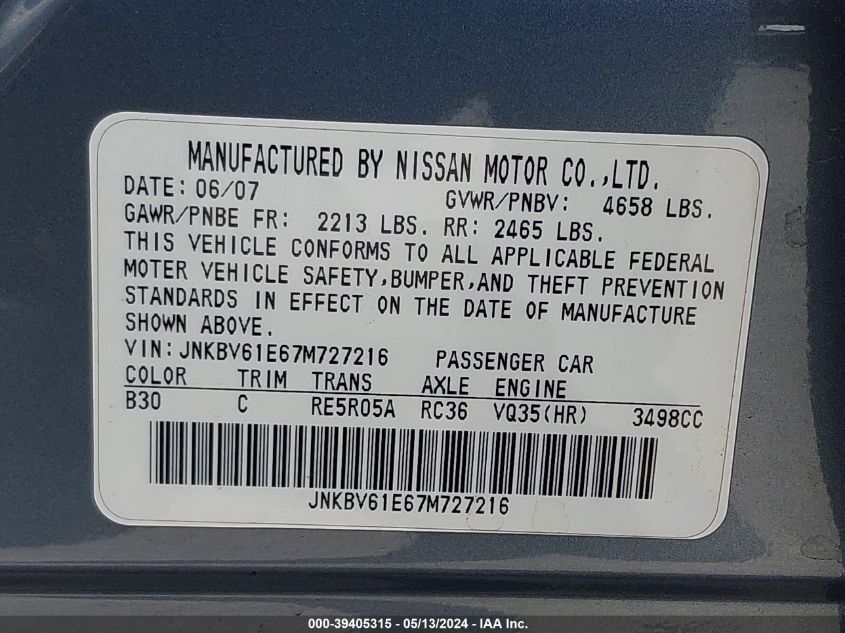 MANUFACTURED BY NISSAN MOTOR CO.,LTD.
DATE: 06/07 GVWR/PNBV: 4658 LBS.
GAWR/PNBE FR: 2213 LBS. RR: 2465 LBS.
THIS VEHICLE CONFORMS TO ALL APPLICABLE FEDERAL
MOTER VEHICLE SAFETY,BUMPER,AND THEFT PREVENTION
STANDARDS IN EFFECT ON THE DATE OF MANUFACTURE
SHOWN ABOVE.
VIN:JNKBV61E67M727216 PASSENGER CAR
COLOR TRIM TRANS AXLE ENGINE
B30 C RE5R05A RC36 VQ35(HR) 3498CC
JNKBV61E67M727216
000-39405315 - 05/13/2024 - IAA Inc.